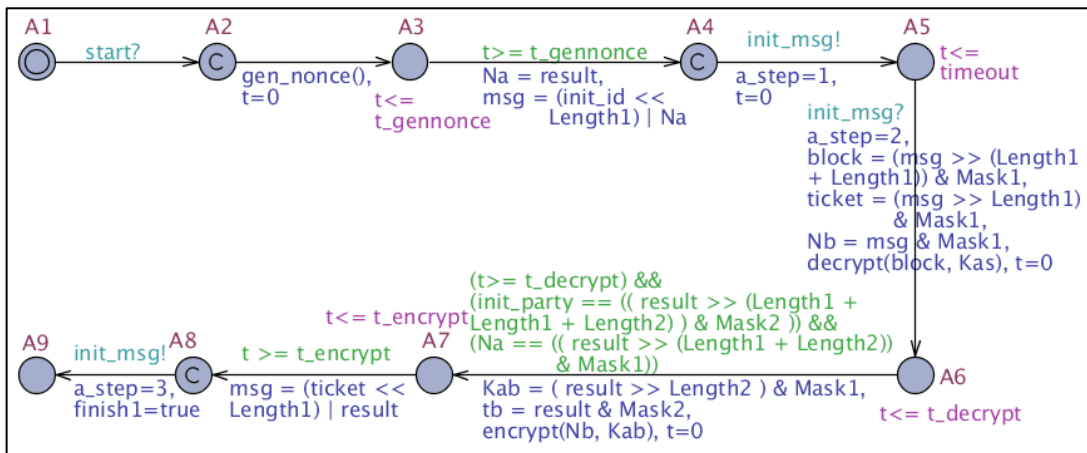 A1
start?
A2
C
gen_nonce(),
t=0
A3
t<=
t_gennonce
t>= t_gennonce
Na = result,
msg = (init_id <<
Length1) | Na
A4
C
init_msg!
a_step=1,
t=0
A5
t<=
timeout
init_msg?
a_step=2,
block = (msg >> (Length1
+ Length1)) & Mask1,
ticket = (msg >> Length1)
& Mask1,
Nb = msg & Mask1,
decrypt(block, Kas), t=0
A6
t<= t_decrypt
(t>= t_decrypt) &&
(init_party == (( result >> (Length1 +
Length1 + Length2) ) & Mask2 )) &&
(Na == (( result >> (Length1 + Length2))
& Mask1))
Kab = ( result >> Length2 ) & Mask1,
tb = result & Mask2,
encrypt(Nb, Kab), t=0
A7
t<= t_encrypt
t >= t_encrypt
msg = (ticket <<
Length1) | result
A8
C
init_msg!
a_step=3,
finish1=true
A9